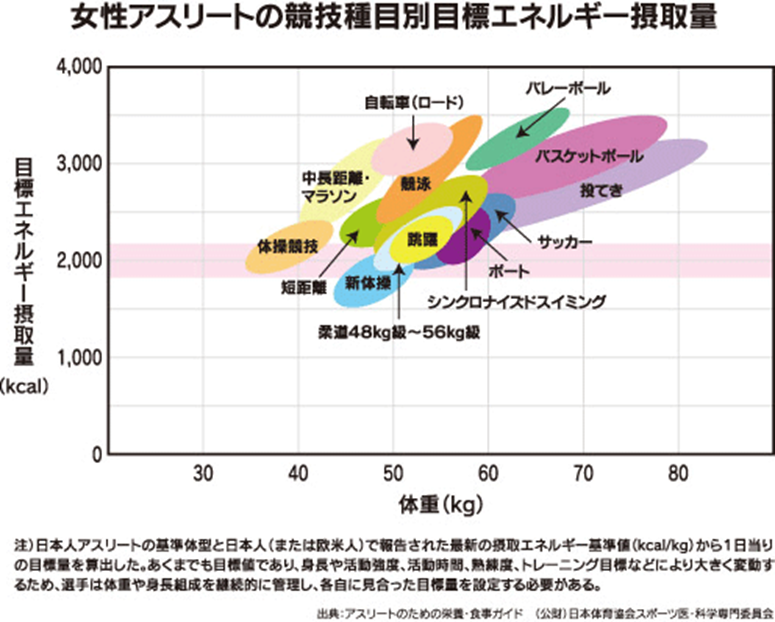 女性アスリートの競技種目別目標エネルギー摂取量
目標エネルギー摂取量
(kcal)
4,000
3,000
2,000
1,000
0
バレーボール
自転車(ロード)
中長距離・
マラソン
競泳
バスケットボール
投てき
体操競技
跳躍
サッカー
ボート
短距離
新体操
シンクロナイズドスイミング
柔道48kg級〜56kg級
30
40
50
60
70
80
体重(kg)
注)日本人アスリートの基準体型と日本人(または欧米人)で報告された最新の摂取エネルギー基準値(kcal/kg)から1日当り
の目標量を算出した。あくまでも目標値であり、身長や活動強度、活動時間、熟練度、トレーニング目標などにより大きく変動す
るため、選手は体重や身長組成を継続的に管理し、各自に見合った目標量を設定する必要がある。
出典:アスリートのための栄養・食事ガイド (公財)日本体育協会スポーツ医・科学専門委員会